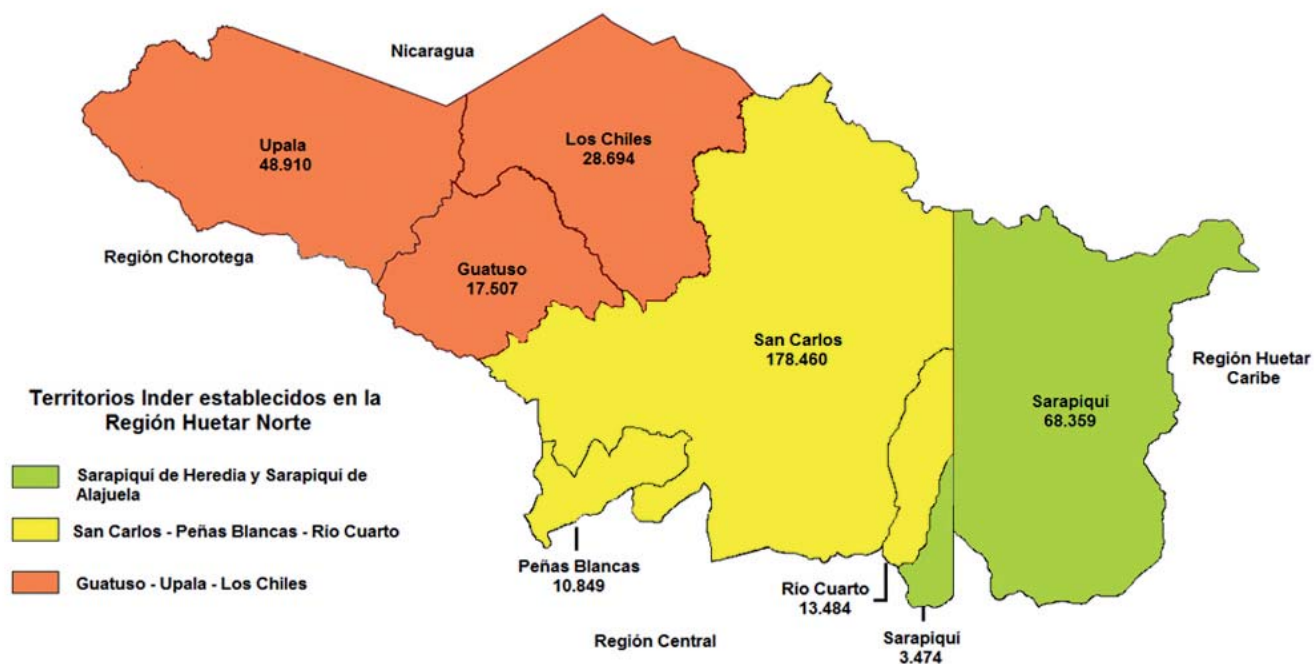 Nicaragua
Upala
48.910
Los Chiles
28.694
Región Chorotega
Guatuso
17.507
San Carlos
178.460
Región Huetar
Caribe
Sarapiquí
68.359
Territorios Inder establecidos en la
Región Huetar Norte
Sarapiquí de Heredia y Sarapiquí de
Alajuela
San Carlos - Peñas Blancas - Río Cuarto
Guatuso - Upala - Los Chiles
Peñas Blancas
10.849
Río Cuarto
13.484
Región Central
Sarapiquí
3.474